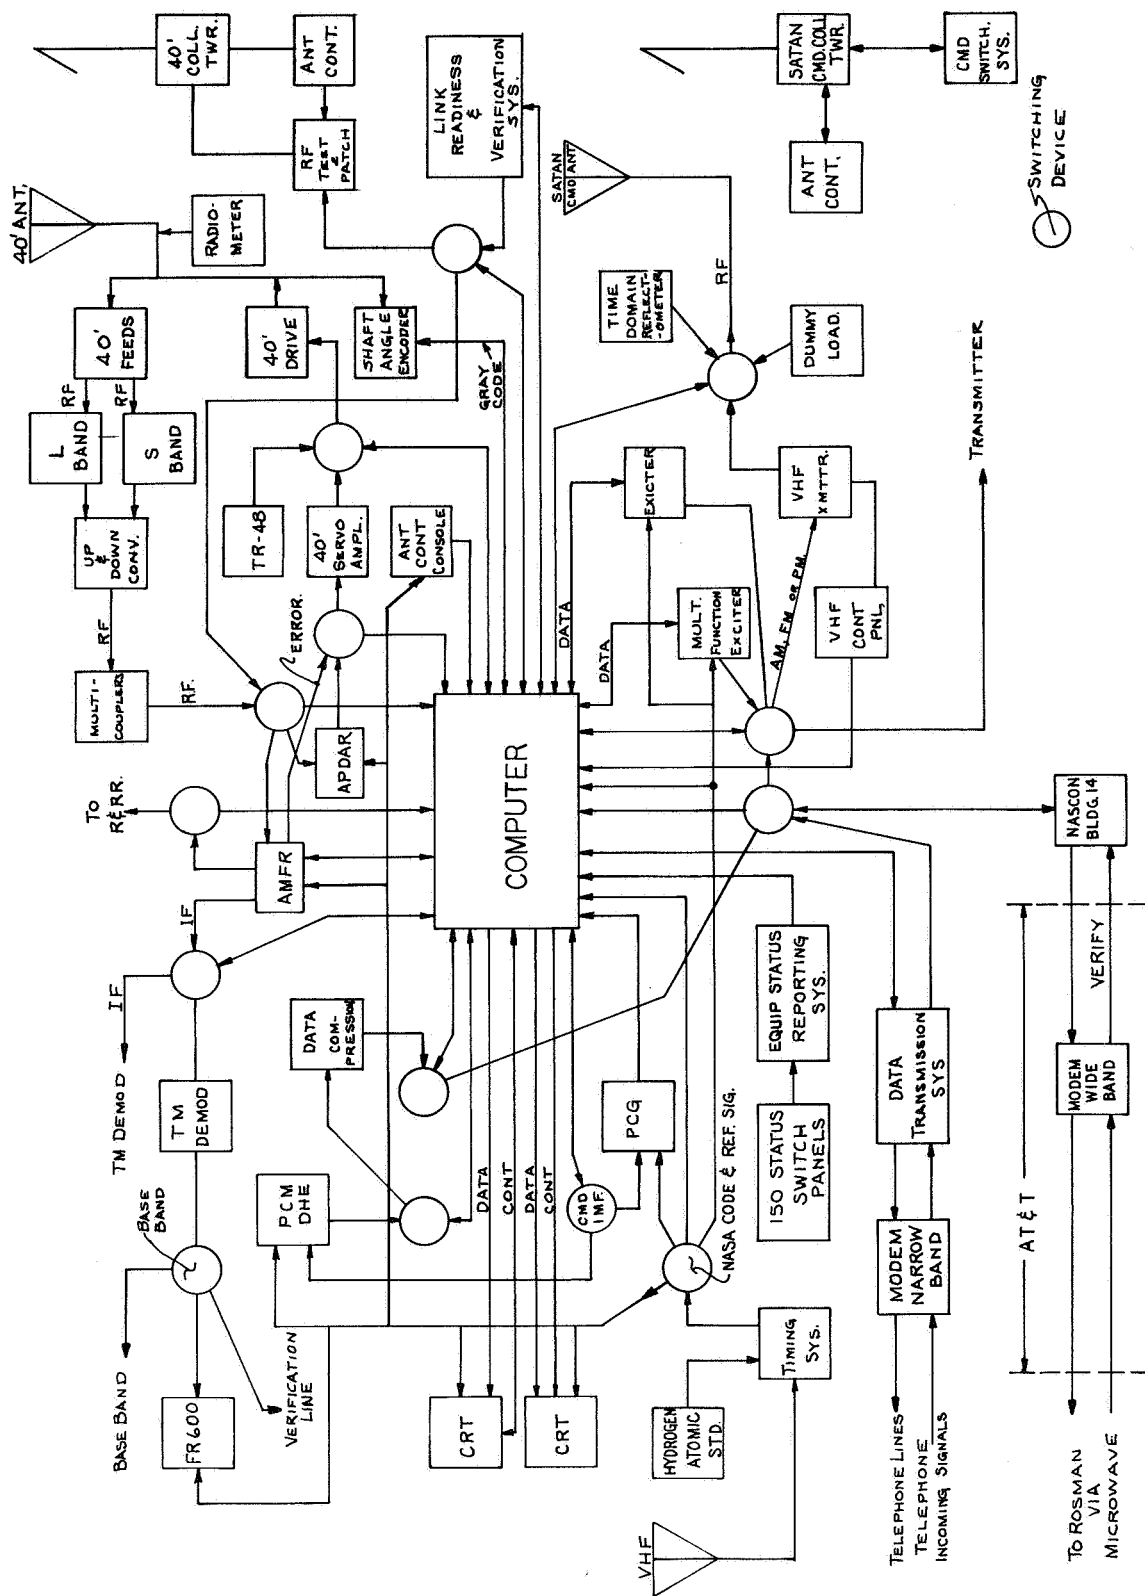 BASE BAND
TM DEMOD
IF
TO
R&RR.
MULTI-
COUPLERS
RF
UP
&
DOWN
CONV.
L
BAND
S
BAND
RF
RF
40'
FEEDS
40' ANT.
40'
COLL.
TWR.
BASE
BAND
FR600
TM
DEMOD
IF
RF.
RADIO-
METER
ANT
CONT.
VERIFICATION
LINE
PCM
DHE
DATA
COM-
PRESSION
AMFR
APDAR
ERROR.
TR-48
40'
SERVO
AMPL.
40'
DRIVE
SHAFT
ANGLE
ENCODER
RF
TEST
&
PATCH
ANT
CONT
CONSOLE
GRAY
CODE
LINK
READINESS
&
VERIFICATION
SYS.
CRT
CRT
DATA
CONT
DATA
CONT
COMPUTER
CMD
IMF.
PCG
DATA
DATA
EXICTER
MULT.
FUNCTION
EXCITER
TIME
DOMAIN
REFLECT-
-OMETER
SATAN
CMD ANT
RF
SATAN
CMD.COLL
TWR.
CMD
SWITCH.
SYS.
VHF
HYDROGEN
ATOMIC
STD.
TIMING
SYS.
NASA CODE & REF. SIG.
150 STATUS
SWITCH
PANELS
EQUIP STATUS
REPORTING
SYS.
AM, FM OR PM.
VHF
XMTTR.
VHF
CONT
PNL,
DUMMY
LOAD.
ANT
CONT.
TELEPHONE LINES
TELEPHONE
INCOMING SIGNALS
MODEM
NARROW
BAND
DATA
TRANSMISSION
SYS
TRANSMITTER
AT & T
SWITCHING
DEVICE
TO ROSMAN
VIA
MICROWAVE
MODEM
WIDE
BAND
VERIFY
NASCON
BLDG. 14